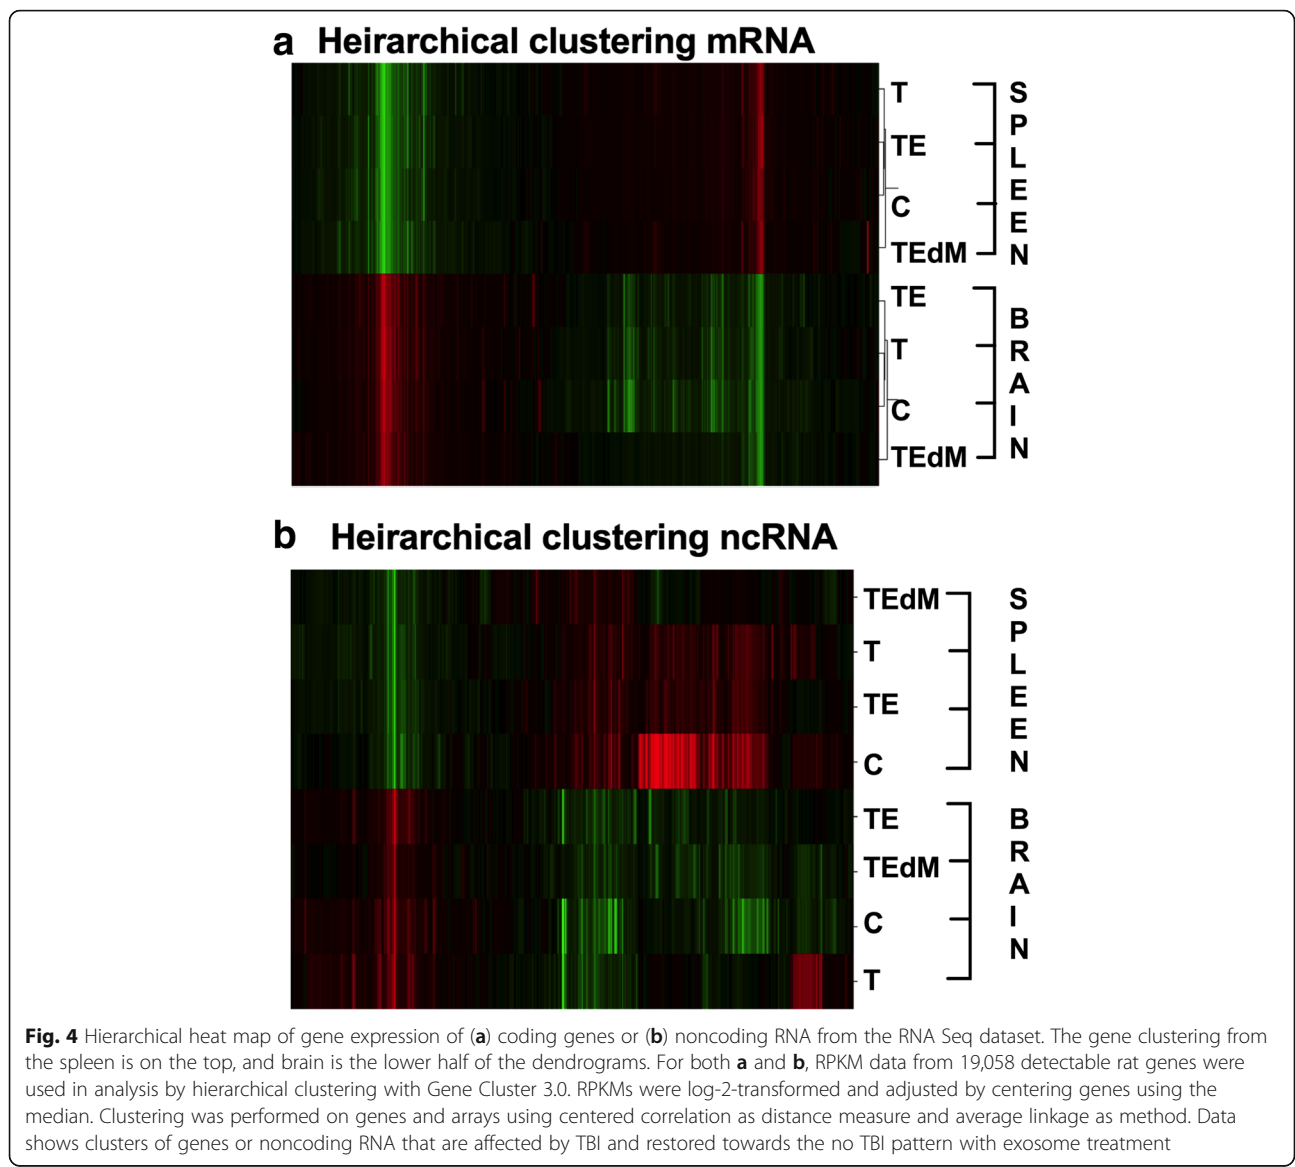 a Heirarchical clustering mRNA
T
TE
C
TEdM
SPLEEN
TE
T
C
TEdM
BRAIN
b Heirarchical clustering ncRNA
TEdM
T
TE
C
SPLEEN
TE
TEdM
C
T
BRAIN
Fig. 4 Hierarchical heat map of gene expression of (a) coding genes or (b) noncoding RNA from the RNA Seq dataset. The gene clustering from
the spleen is on the top, and brain is the lower half of the dendrograms. For both a and b, RPKM data from 19,058 detectable rat genes were
used in analysis by hierarchical clustering with Gene Cluster 3.0. RPKMs were log-2-transformed and adjusted by centering genes using the
median. Clustering was performed on genes and arrays using centered correlation as distance measure and average linkage as method. Data
shows clusters of genes or noncoding RNA that are affected by TBI and restored towards the no TBI pattern with exosome treatment